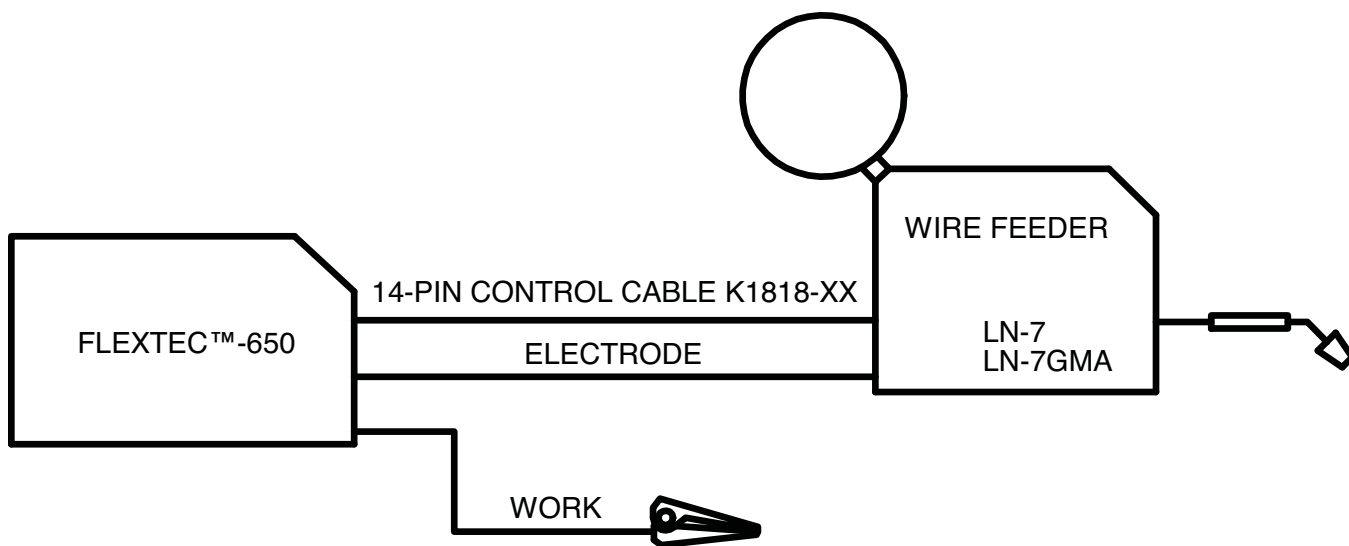 WIRE FEEDER
14-PIN CONTROL CABLE K1818-XX
FLEXTEC™-650
ELECTRODE
LN-7
LN-7GMA
WORK